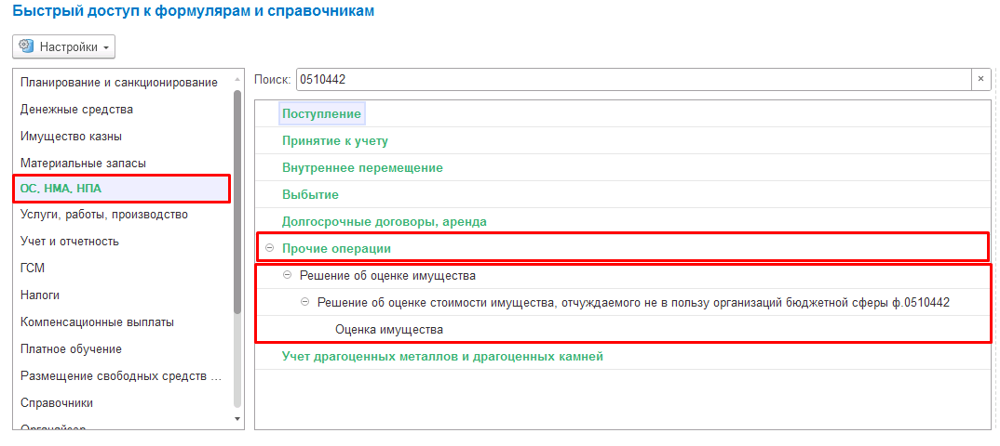 Быстрый доступ к формулярам и справочникам
Настройки
Планирование и санкционирование
Денежные средства
Имущество казны
Материальные запасы
ОС, НМА, НПА
Услуги, работы, производство
Учет и отчетность
ГСМ
Налоги
Компенсационные выплаты
Платное обучение
Размещение свободных средств ...
Справочники
Органайзер
Поиск: 0510442 ×
Поступление
Принятие к учету
Внутреннее перемещение
Выбытие
Долгосрочные договоры, аренда
Прочие операции
Решение об оценке имущества
Решение об оценке стоимости имущества, отчуждаемого не в пользу организаций бюджетной сферы ф.0510442
Оценка имущества
Учет драгоценных металлов и драгоценных камней